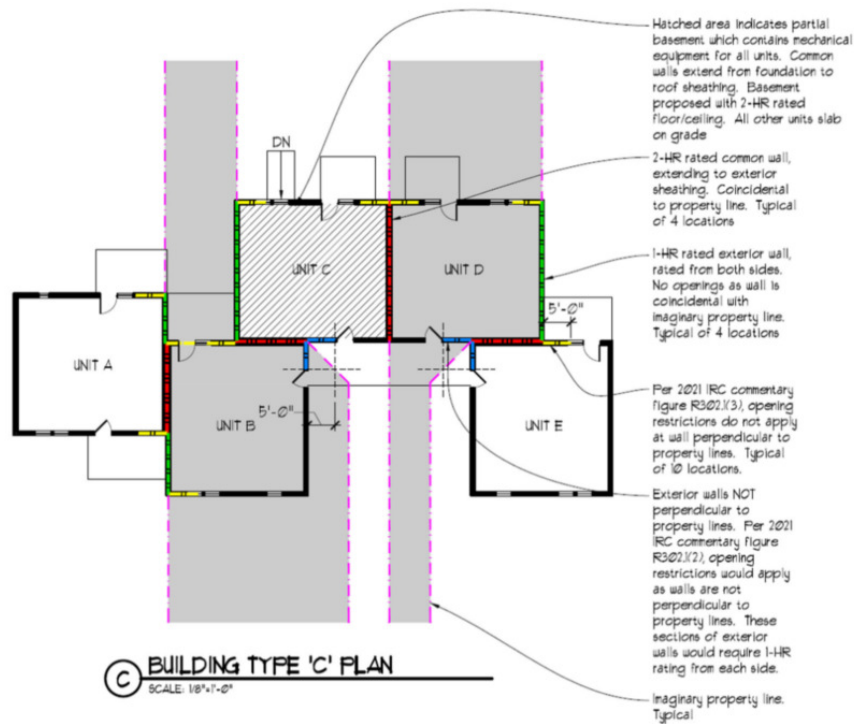 Hatched area indicates partial
basement which contains mechanical
equipment for all units. Common
walls extend from foundation to
roof sheathing. Basement
proposed with 2-HR rated
floor/ceiling. All other units slab
on grade
DN
2-HR rated common wall,
extending to exterior
sheathing. Coincidental
to property line. Typical
of 4 locations
UNIT C
UNIT D
1-HR rated exterior wall,
rated from both sides.
No openings as wall is
coincidental with
imaginary property line.
Typical of 4 locations
5'-0"
UNIT A
UNIT B
5'-0"
UNIT E
Per 2021 IRC commentary
figure R302.1(3), opening
restrictions do not apply
at wall perpendicular to
property lines. Typical
of 10 locations.
Exterior walls NOT
perpendicular to
property lines. Per 2021
IRC commentary figure
R302.1(2), opening
restrictions would apply
as walls are not
perpendicular to
property lines. These
sections of exterior
walls would require 1-HR
rating from each side.
Imaginary property line.
Typical
C
BUILDING TYPE 'C' PLAN
SCALE: 1/8"=1'-0"